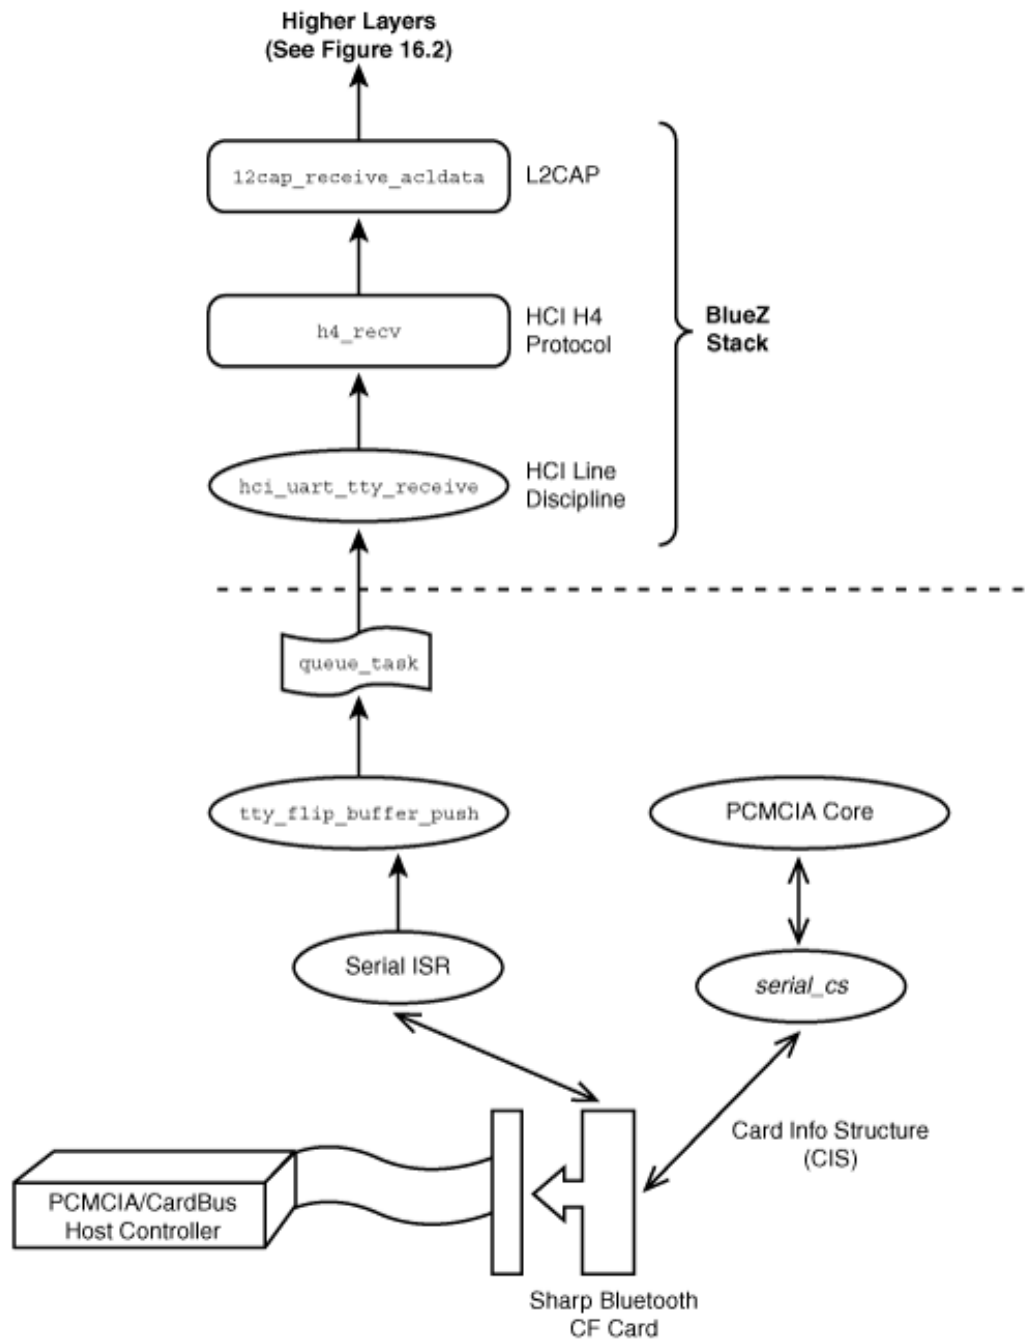 Higher Layers
(See Figure 16.2)
12cap_receive_acldata
L2CAP
h4_recv
HCI H4
Protocol
BlueZ
Stack
hci_uart_tty_receive
HCI Line
Discipline
queue_task
tty_flip_buffer_push
PCMCIA Core
Serial ISR
serial_cs
Card Info Structure
(CIS)
PCMCIA/CardBus
Host Controller
Sharp Bluetooth
CF Card